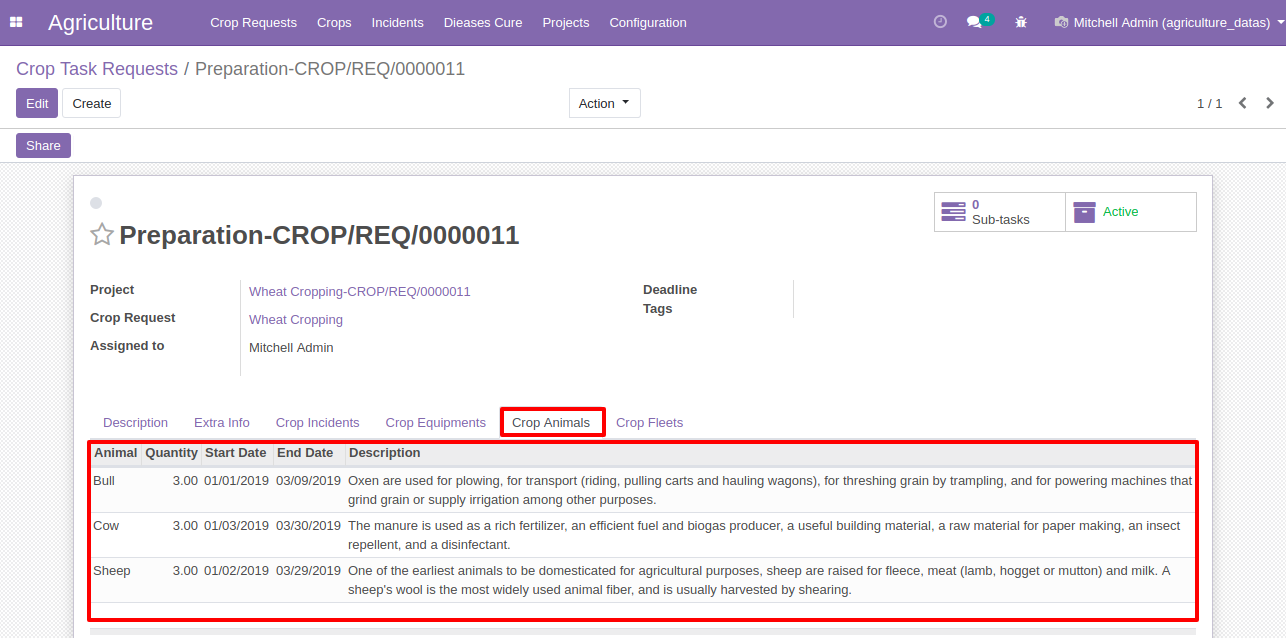 Agriculture Crop Requests Crops Incidents Dieases Cure Projects Configuration 4 Mitchell Admin (agriculture_datas)
Crop Task Requests / Preparation-CROP/REQ/0000011
Edit Create Action 1 / 1
Share
0
Sub-tasks
Active
Preparation-CROP/REQ/0000011
Project Wheat Cropping-CROP/REQ/0000011
Crop Request Wheat Cropping
Assigned to Mitchell Admin
Deadline
Tags
Description Extra Info Crop Incidents Crop Equipments Crop Animals Crop Fleets
Animal Quantity Start Date End Date Description
Bull 3.00 01/01/2019 03/09/2019 Oxen are used for plowing, for transport (riding, pulling carts and hauling wagons), for threshing grain by trampling, and for powering machines that
grind grain or supply irrigation among other purposes.
Cow 3.00 01/03/2019 03/30/2019 The manure is used as a rich fertilizer, an efficient fuel and biogas producer, a useful building material, a raw material for paper making, an insect
repellent, and a disinfectant.
Sheep 3.00 01/02/2019 03/29/2019 One of the earliest animals to be domesticated for agricultural purposes, sheep are raised for fleece, meat (lamb, hogget or mutton) and milk. A
sheep's wool is the most widely used animal fiber, and is usually harvested by shearing.